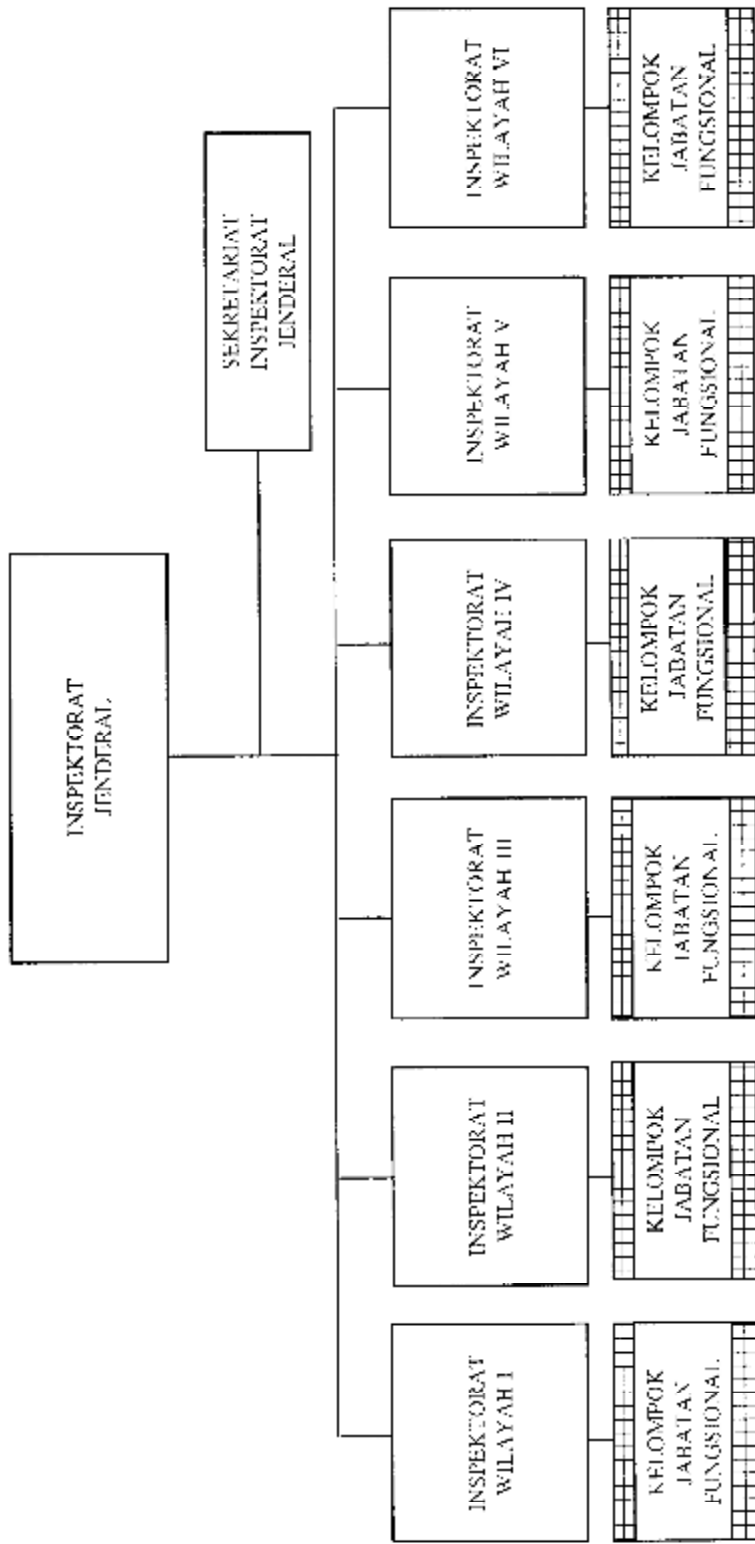 INSPEKTORAT
JENDERAL
SEKRETARIAT
INSPEKTORAT
JENDERAL
INSPEKTORAT
WILAYAH I
INSPEKTORAT
WILAYAH II
INSPEKTORAT
WILAYAH III
INSPEKTORAT
WILAYAH IV
INSPEKTORAT
WILAYAH V
INSPEKTORAT
WILAYAH VI
KELOMPOK
JABATAN
FUNGSIONAL
KELOMPOK
JABATAN
FUNGSIONAL
KELOMPOK
JABATAN
FUNGSIONAL
KELOMPOK
JABATAN
FUNGSIONAL
KELOMPOK
JABATAN
FUNGSIONAL
KELOMPOK
JABATAN
FUNGSIONAL